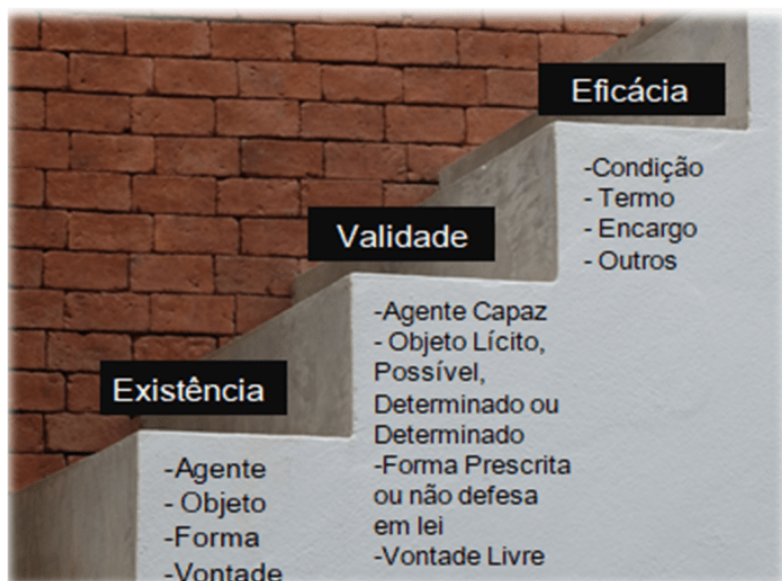 Eficácia
-Condição
- Termo
- Encargo
- Outros
Validade
-Agente Capaz
- Objeto Lícito,
Possível,
Determinado ou
Determinado
-Forma Prescrita
ou não defesa
em lei
-Vontade Livre
Existência
-Agente
- Objeto
-Forma
-Vontade